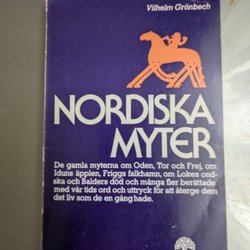 Vilhelm Grönbech
NORDISKA
MYTER
De gamla myterna om Oden, Tor och Frej, om
Iduns äpplen, Friggs falkhamn, om Lokes ond-
ska och Balders död och många fler berättade
med vår tids ord och uttryck för att återge dem
det liv som de en gång hade.